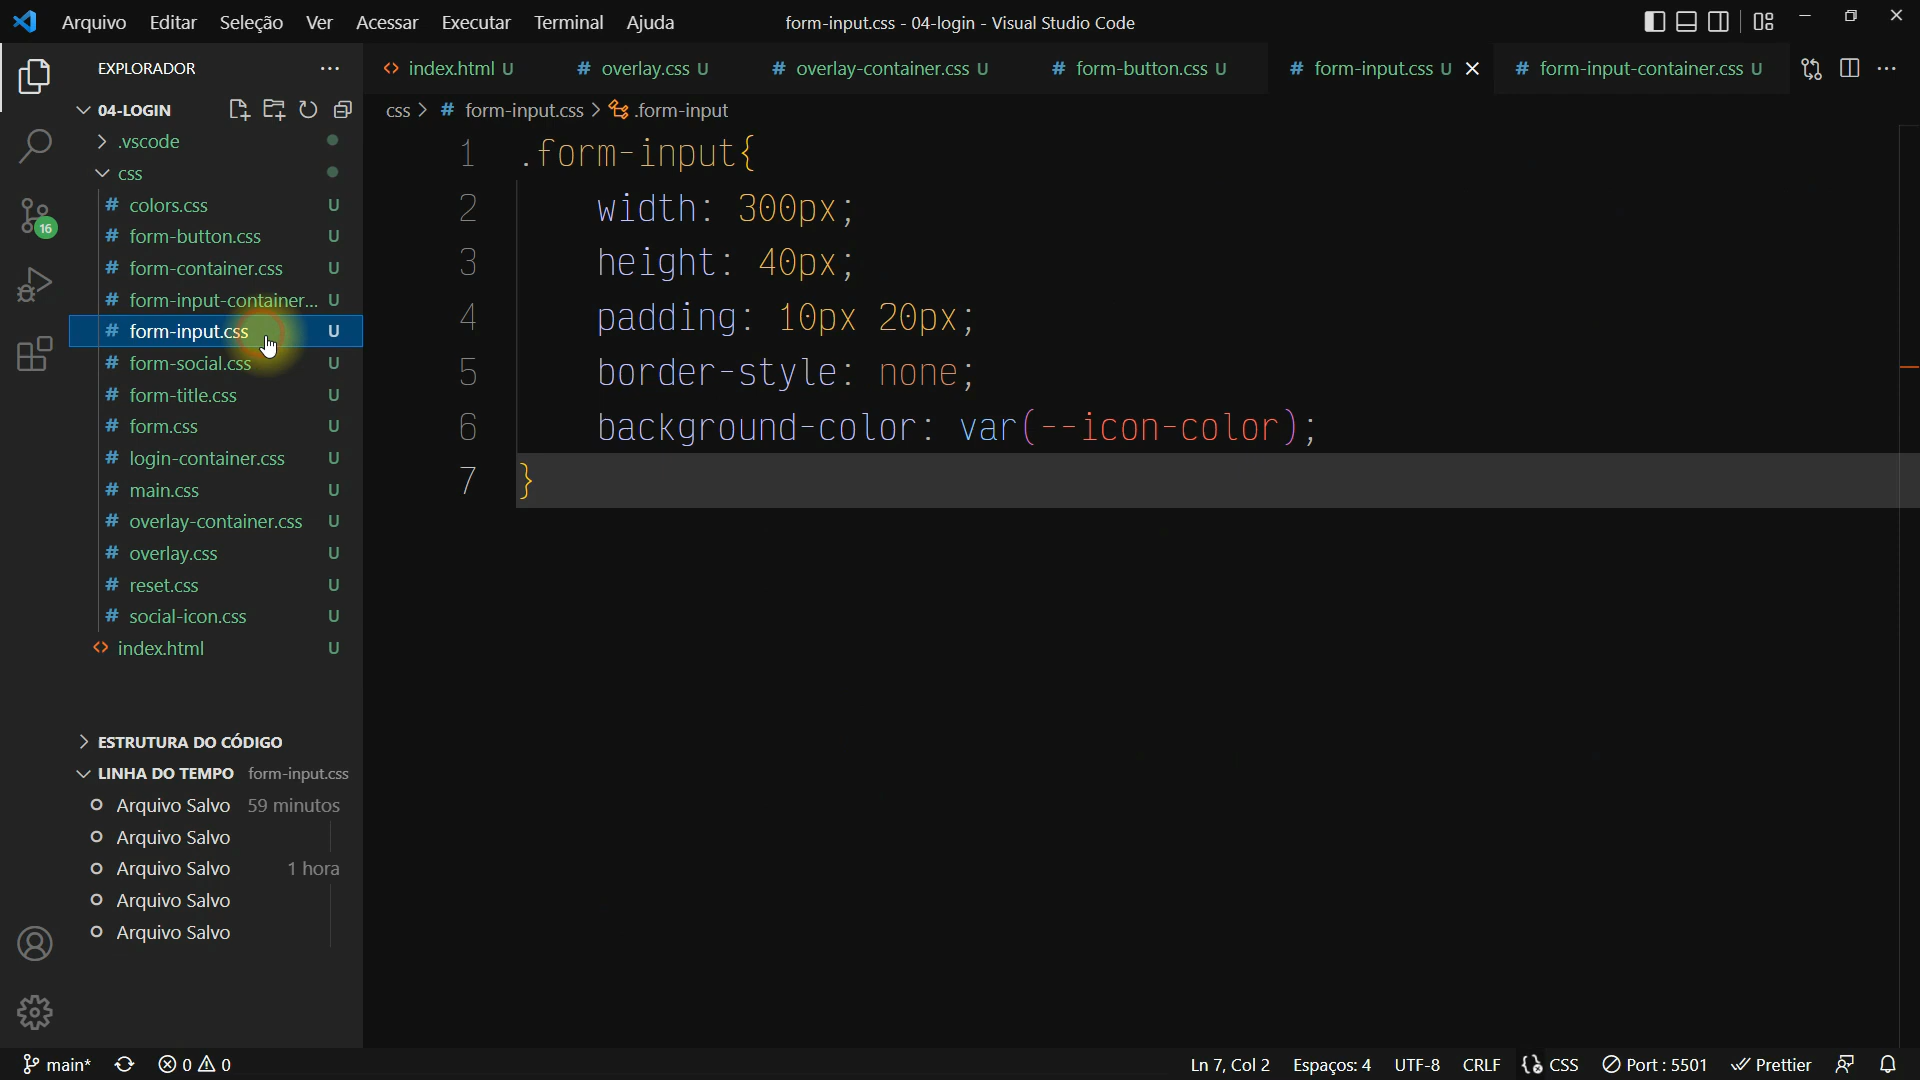 Arquivo Editar Seleção Ver Acessar Executar Terminal Ajuda
form-input.css - 04-login - Visual Studio Code
EXPLORADOR
index.html U
# overlay.css U
# overlay-container.css U
# form-button.css U
# form-input.css U
# form-input-container.css U
04-LOGIN
css > # form-input.css > .form-input
.vscode
css
# colors.css U
# form-button.css U
# form-container.css U
# form-input-container... U
# form-input.css U
# form-social.css U
# form-title.css U
# form.css U
# login-container.css U
# main.css U
# overlay-container.css U
# overlay.css U
# reset.css U
# social-icon.css U
index.html U
16
1 .form-input{
2 width: 300px;
3 height: 40px;
4 padding: 10px 20px;
5 border-style: none;
6 background-color: var(--icon-color);
7 }
ESTRUTURA DO CÓDIGO
LINHA DO TEMPO form-input.css
Arquivo Salvo 59 minutos
Arquivo Salvo
Arquivo Salvo 1 hora
Arquivo Salvo
Arquivo Salvo
main* 0 0 Ln 7, Col 2 Espaços: 4 UTF-8 CRLF CSS Port : 5501 Prettier